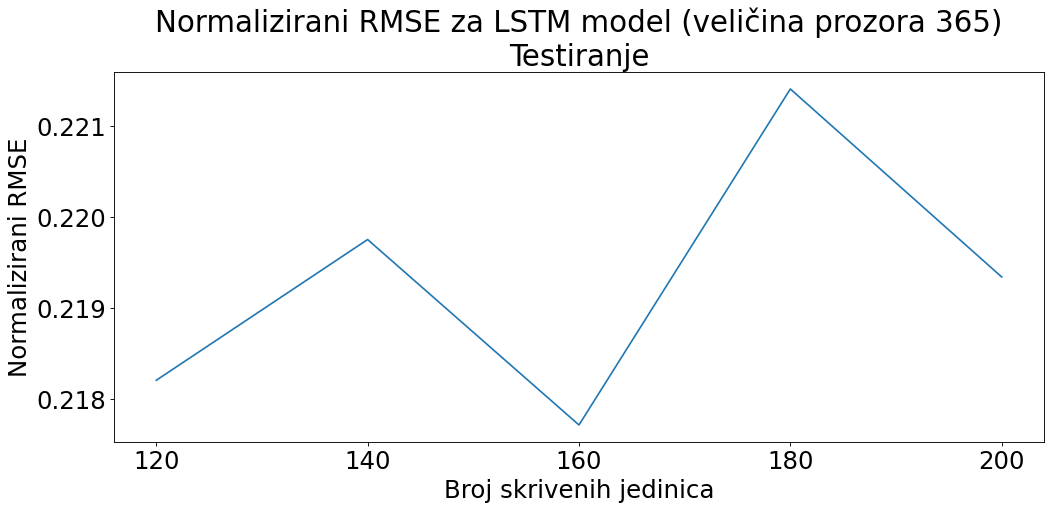 Normalizirani RMSE za LSTM model (veličina prozora 365)
Testiranje
Normalizirani RMSE
0.221
0.220
0.219
0.218
120 140 160 180 200
Broj skrivenih jedinica